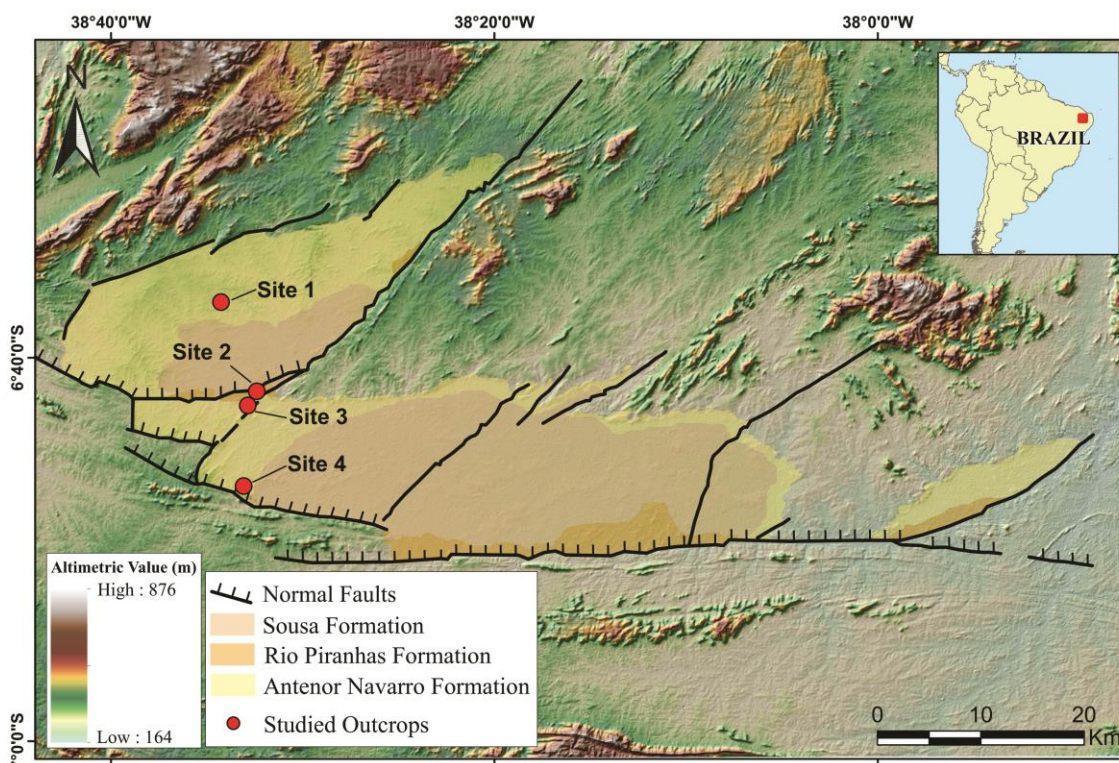 38°40'0"W
38°20'0"W
38°0'0"W
N
BRAZIL
Site 1
Site 2
6°40'0"S
Site 3
Site 4
Altimetric Value (m)
High : 876
Low : 164
Normal Faults
Sousa Formation
Rio Piranhas Formation
Antenor Navarro Formation
Studied Outcrops
0 10 20
Km